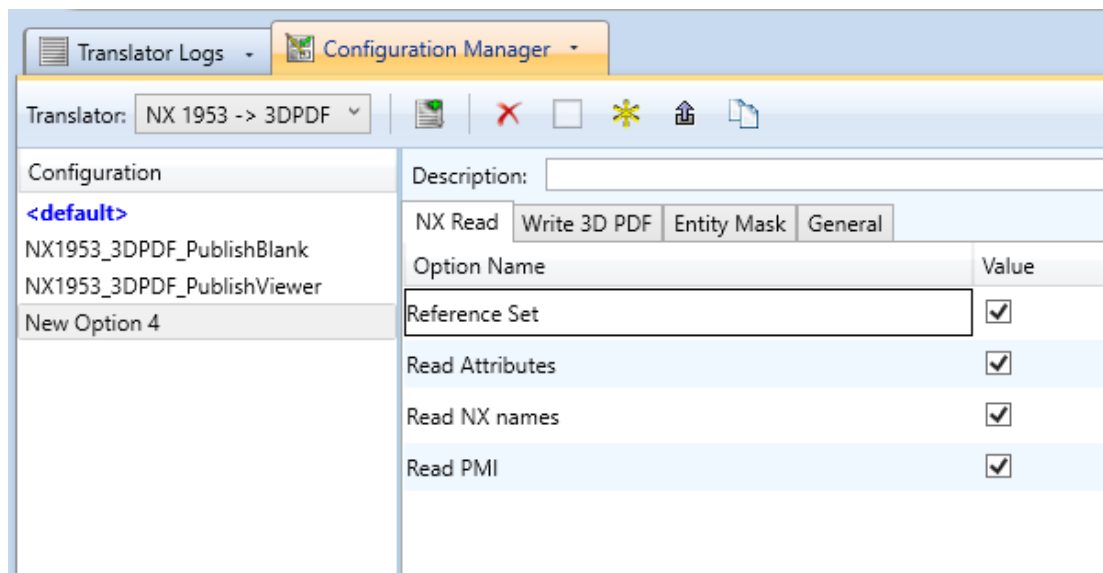 Translator Logs
Configuration Manager
Translator: NX 1953 -> 3DPDF
Configuration
<default>
NX1953_3DPDF_PublishBlank
NX1953_3DPDF_PublishViewer
New Option 4
Description:
NX Read Write 3D PDF Entity Mask General
Option Name Value
Reference Set
Read Attributes
Read NX names
Read PMI